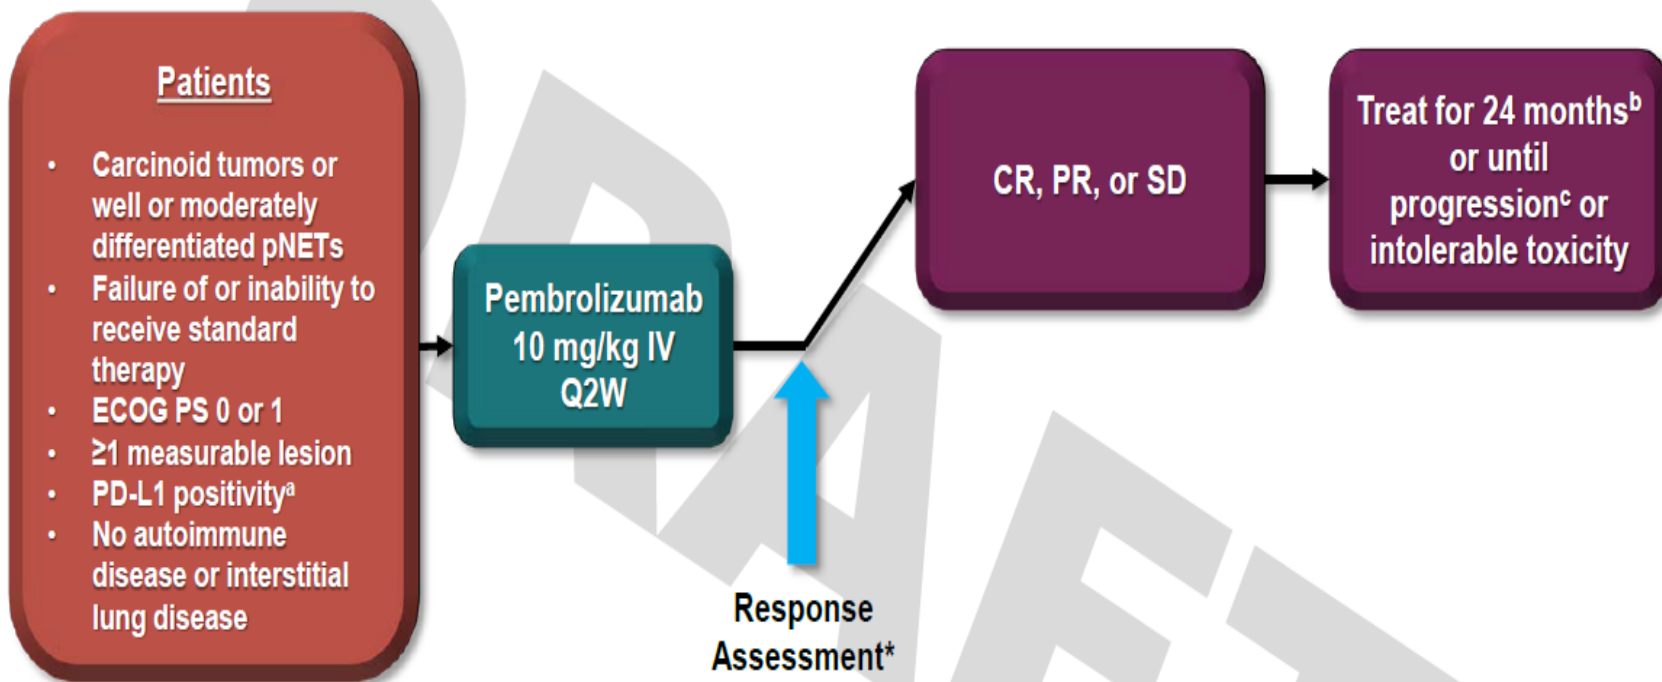 Patients
• Carcinoid tumors or
well or moderately
differentiated pNETs
• Failure of or inability to
receive standard
therapy
• ECOG PS 0 or 1
• ≥1 measurable lesion
• PD-L1 positivityᵃ
• No autoimmune
disease or interstitial
lung disease
Pembrolizumab
10 mg/kg IV
Q2W
Response
Assessment*
CR, PR, or SD
Treat for 24 monthsᵇ
or until
progressionᶜ or
intolerable toxicity
DRAFT